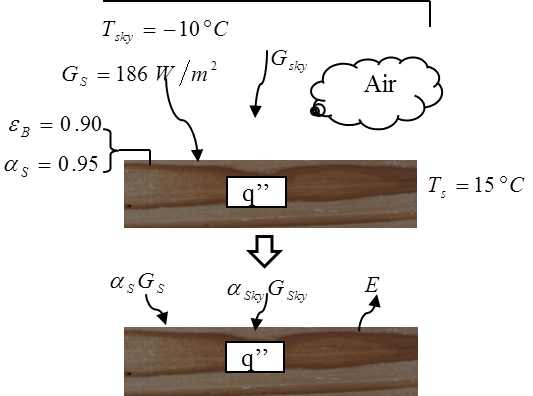 T_sky = −10°C
G_S = 186 W/m²
G_sky
Air
ε_B = 0.90
α_S = 0.95
q”
T_s = 15°C
α_S G_S
α_Sky G_Sky
E
q”